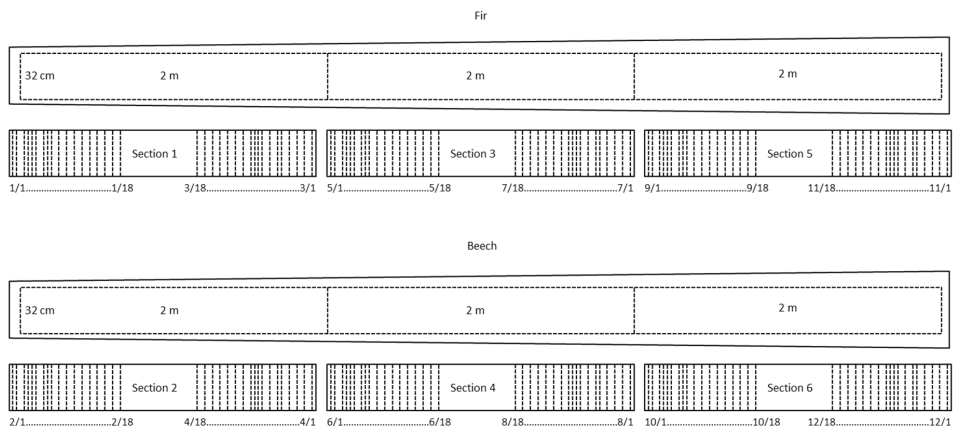 Fir
32 cm 2 m 2 m 2 m
Section 1 Section 3 Section 5
1/1..............................1/18 3/18..............................3/1 5/1..............................5/18 7/18..............................7/1 9/1..............................9/18 11/18..............................11/1
Beech
32 cm 2 m 2 m 2 m
Section 2 Section 4 Section 6
2/1..............................2/18 4/18..............................4/1 6/1..............................6/18 8/18..............................8/1 10/1..............................10/18 12/18..............................12/1